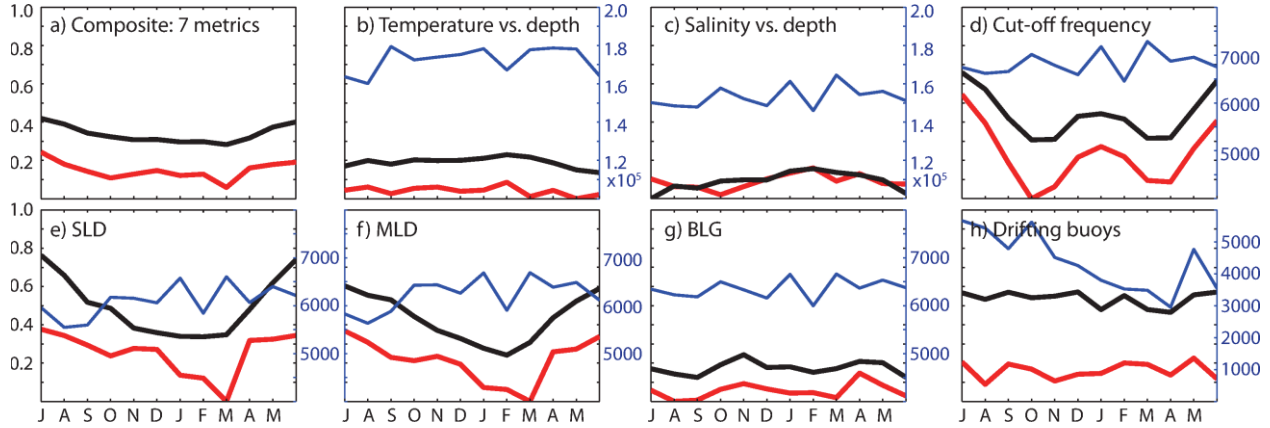 a) Composite: 7 metrics
b) Temperature vs. depth
c) Salinity vs. depth
d) Cut-off frequency
1.0
0.8
0.6
0.4
0.2
2.0
1.8
1.6
1.4
1.2
x10⁵
2.0
1.8
1.6
1.4
1.2
x10⁵
7000
6000
5000
e) SLD
f) MLD
g) BLG
h) Drifting buoys
1.0
0.8
0.6
0.4
0.2
7000
6000
5000
7000
6000
5000
5000
4000
3000
2000
1000
J A S O N D J F M A M
J A S O N D J F M A M
J A S O N D J F M A M
J A S O N D J F M A M